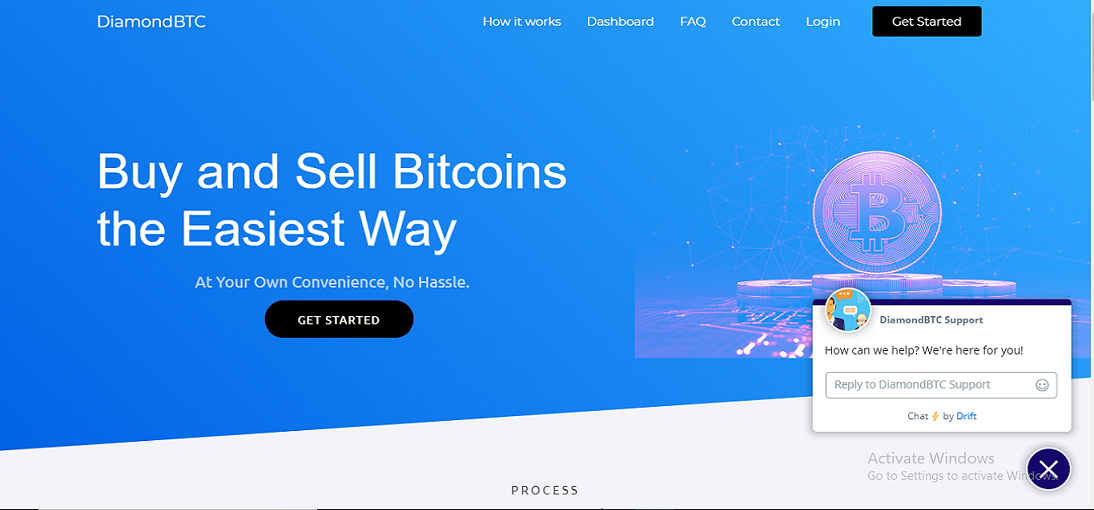 DiamondBTC
How it works
Dashboard
FAQ
Contact
Login
Get Started
Buy and Sell Bitcoins
the Easiest Way
At Your Own Convenience, No Hassle.
GET STARTED
DiamondBTC Support
How can we help? We're here for you!
Reply to DiamondBTC Support
Chat ⚡ by Drift
Activate Windows
Go to Settings to activate Windows.
PROCESS